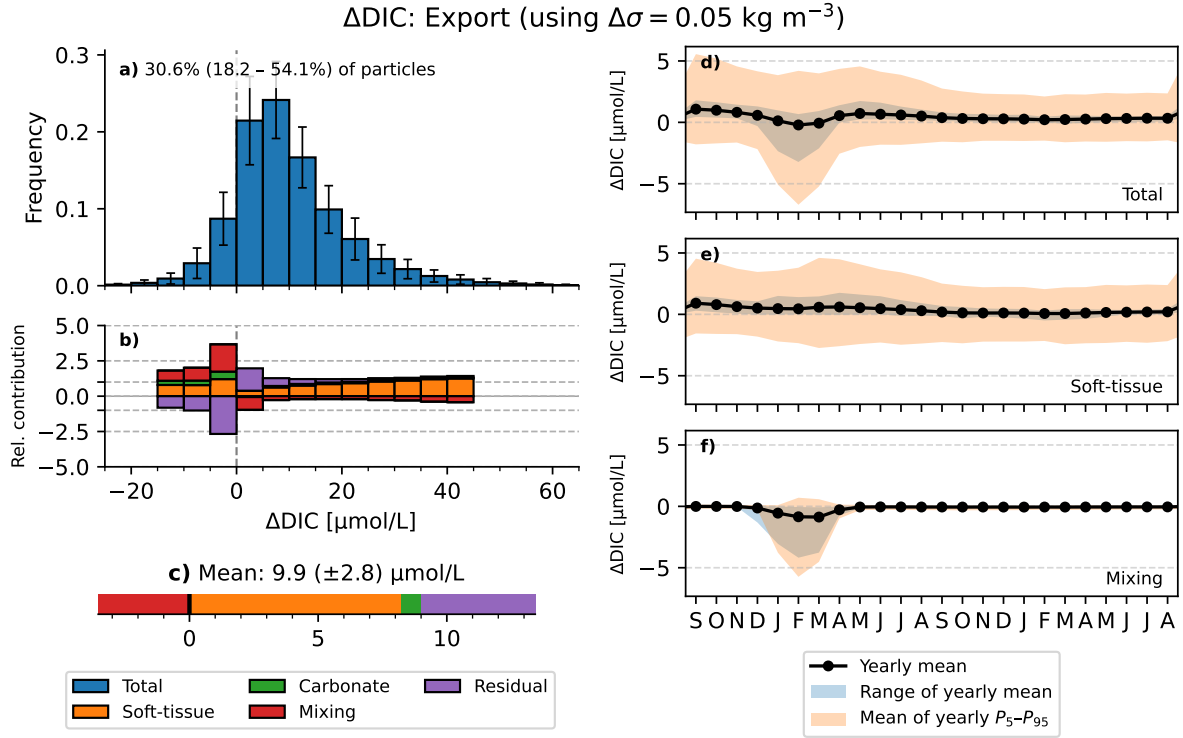 ΔDIC: Export (using Δσ = 0.05 kg m⁻³)
a) 30.6% (18.2 – 54.1%) of particles
Frequency
0.3
0.2
0.1
0.0
b)
Rel. contribution
5.0
2.5
0.0
−2.5
−5.0
−20 0 20 40 60
ΔDIC [μmol/L]
c) Mean: 9.9 (±2.8) μmol/L
0 5 10
Total
Soft-tissue
Carbonate
Mixing
Residual
d)
ΔDIC [μmol/L]
5
0
−5
Total
e)
ΔDIC [μmol/L]
5
0
−5
Soft-tissue
f)
ΔDIC [μmol/L]
5
0
−5
Mixing
S O N D J F M A M J J A S O N D J F M A M J J A
Yearly mean
Range of yearly mean
Mean of yearly P₅–P₉₅